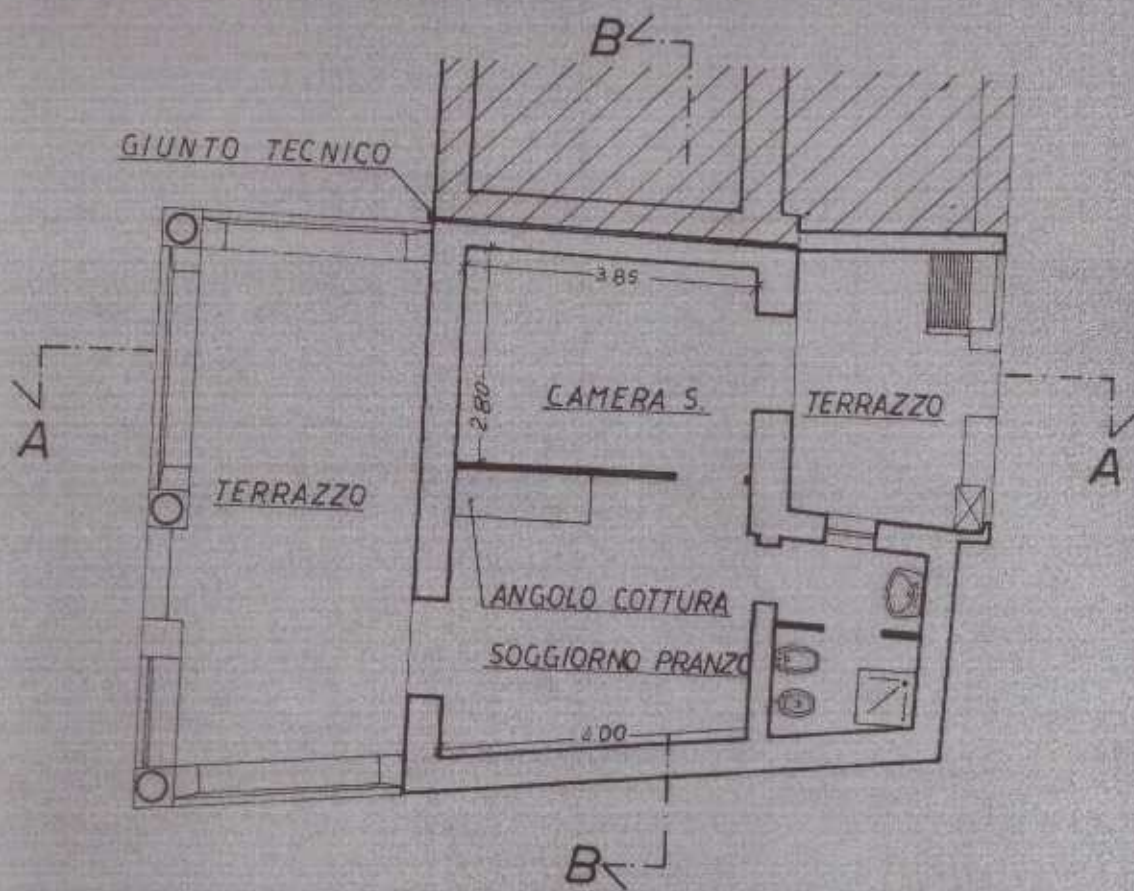 B
GIUNTO TECNICO
3.85
A
2.80
CAMERA S.
TERRAZZO
A
TERRAZZO
ANGOLO COTTURA
SOGGIORNO PRANZO
4.00
B